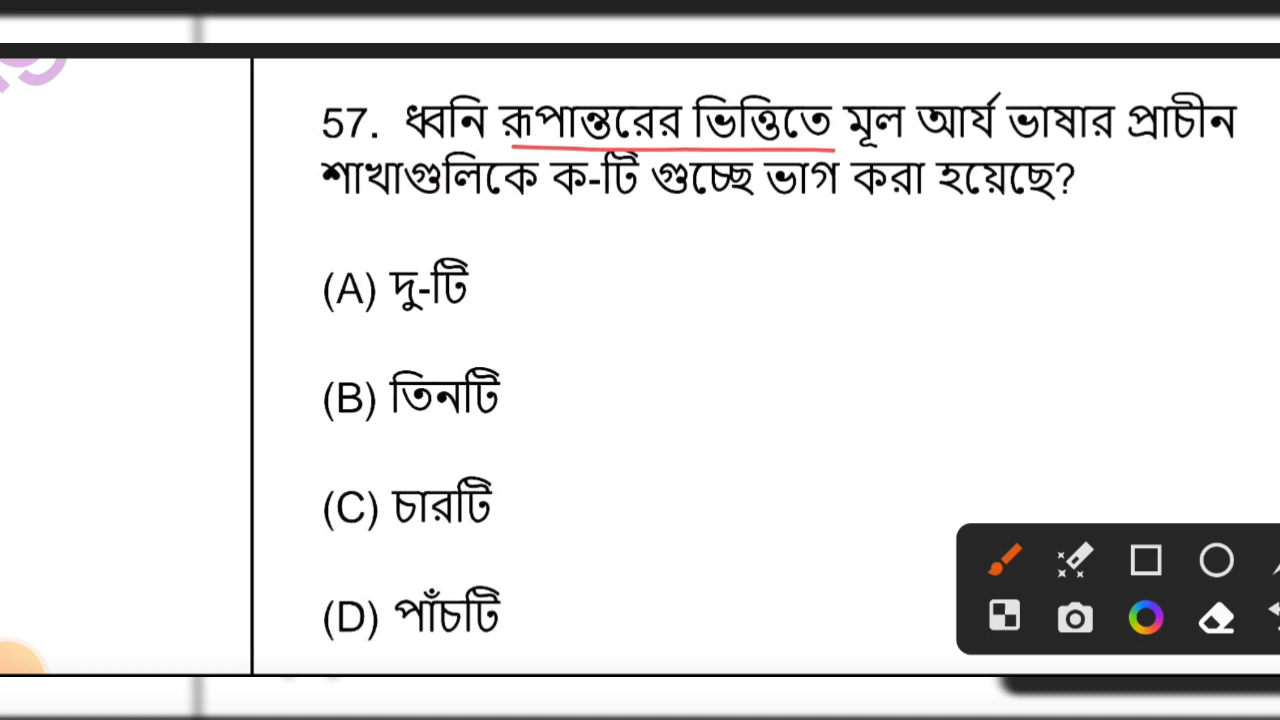 57. ধ্বনি রূপান্তরের ভিত্তিতে মূল আর্য ভাষার প্রাচীন
শাখাগুলিকে ক-টি গুচ্ছে ভাগ করা হয়েছে?
(A) দু-টি
(B) তিনটি
(C) চারটি
(D) পাঁচটি